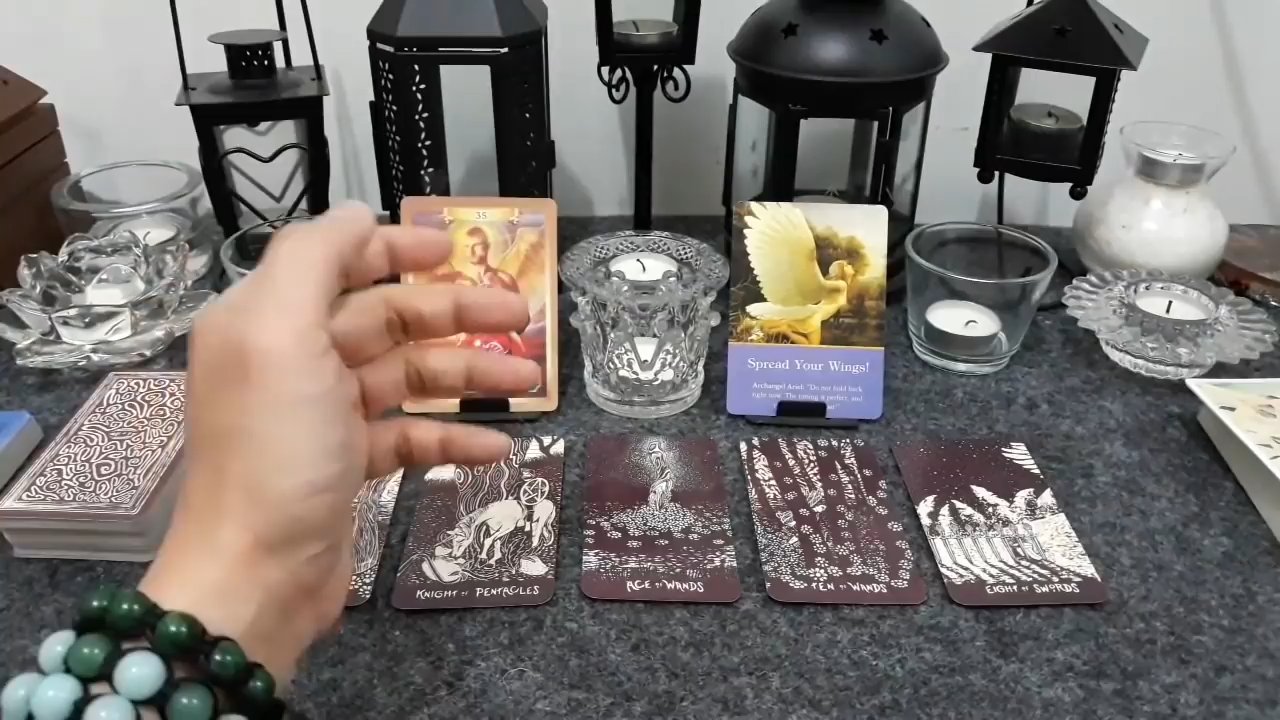 35
Spread Your Wings!
Archangel Ariel: "Do not hold back
right now. The timing is perfect, and
KNIGHT OF PENTACLES
ACE OF WANDS
TEN OF WANDS
EIGHT OF SWORDS